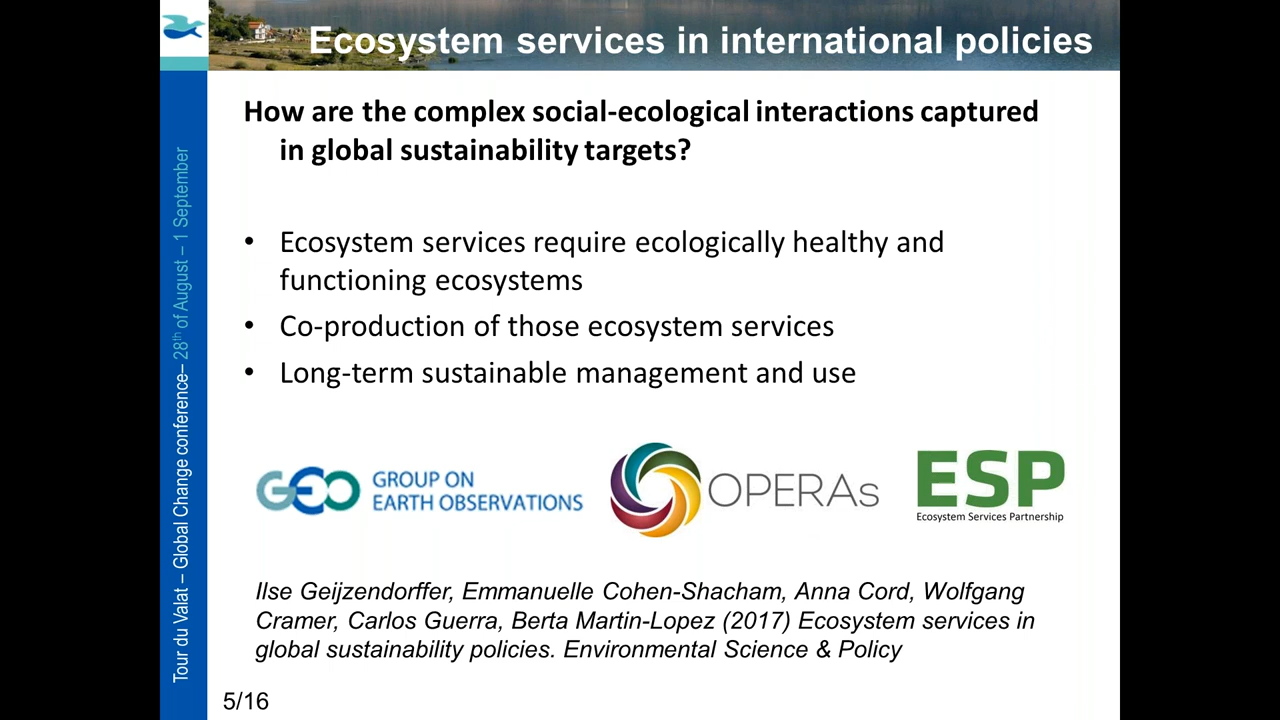 Ecosystem services in international policies
How are the complex social-ecological interactions captured
in global sustainability targets?
• Ecosystem services require ecologically healthy and
functioning ecosystems
• Co-production of those ecosystem services
• Long-term sustainable management and use
GEO GROUP ON
EARTH OBSERVATIONS
OPERAs
ESP
Ecosystem Services Partnership
Ilse Geijzendorffer, Emmanuelle Cohen-Shacham, Anna Cord, Wolfgang
Cramer, Carlos Guerra, Berta Martin-Lopez (2017) Ecosystem services in
global sustainability policies. Environmental Science & Policy
5/16
Tour du Valat – Global Change conference– 28th of August – 1 September